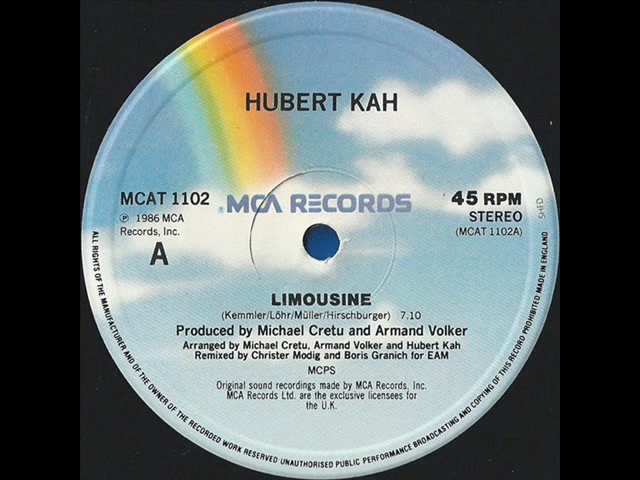 HUBERT KAH
MCAT 1102
℗ 1986 MCA
Records, Inc.
A
®MCA RECORDS
45 RPM
STEREO
(MCAT 1102A)
SHFD
LIMOUSINE
(Kemmler/Löhr/Müller/Hirschburger) 7.10
Produced by Michael Cretu and Armand Volker
Arranged by Michael Cretu, Armand Volker and Hubert Kah
Remixed by Christer Modig and Boris Granich for EAM
MCPS
Original sound recordings made by MCA Records, Inc.
MCA Records Ltd. are the exclusive licensees for
the U.K.
ALL RIGHTS OF THE MANUFACTURER AND OF THE OWNER OF THE RECORDED WORK RESERVED UNAUTHORISED PUBLIC PERFORMANCE BROADCASTING AND COPYING OF THIS RECORD PROHIBITED MADE IN ENGLAND